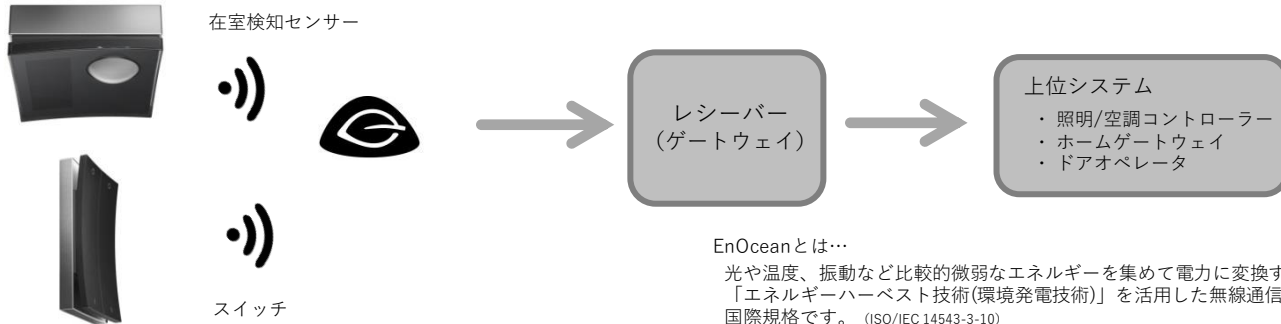 在室検知センサー
レシーバー
(ゲートウェイ)
上位システム
・ 照明/空調コントローラー
・ ホームゲートウェイ
・ ドアオペレータ
スイッチ
EnOceanとは…
光や温度、振動など比較的微弱なエネルギーを集めて電力に変換す
「エネルギーハーベスト技術(環境発電技術)」を活用した無線通信
国際規格です。 (ISO/IEC 14543-3-10)